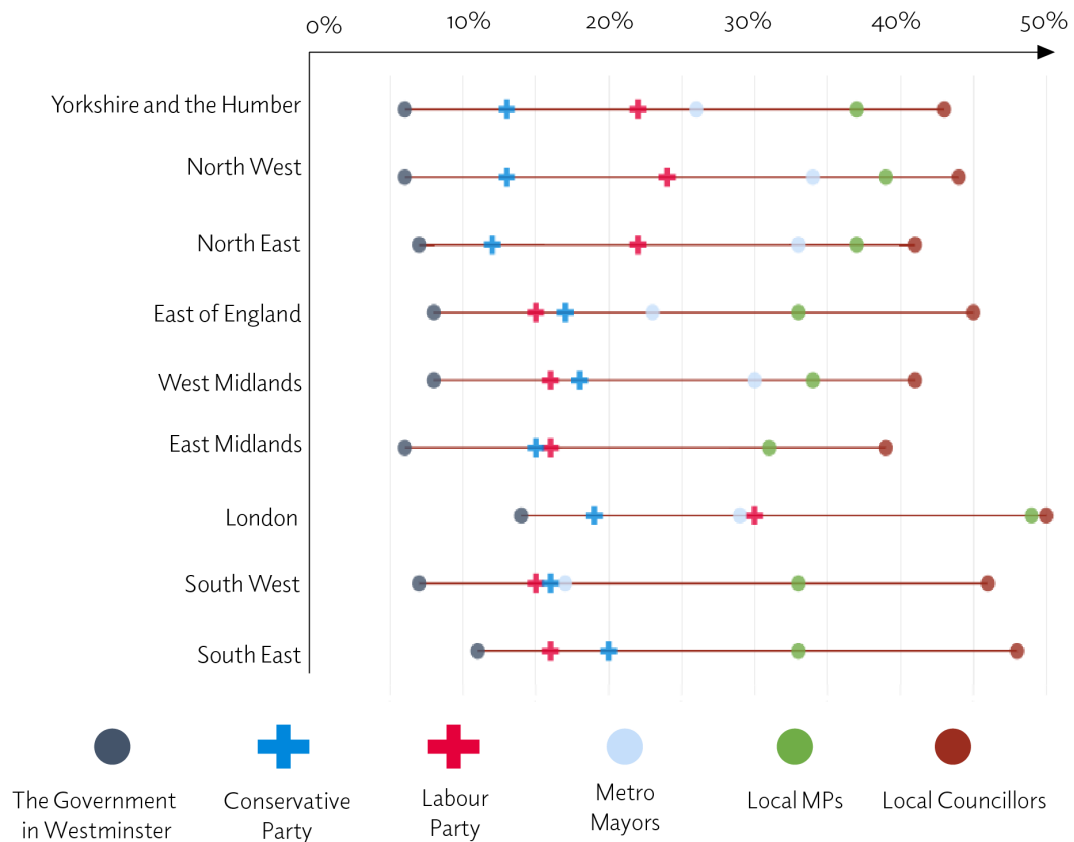 0% 10% 20% 30% 40% 50%
Yorkshire and the Humber
North West
North East
East of England
West Midlands
East Midlands
London
South West
South East
The Government
in Westminster
Conservative
Party
Labour
Party
Metro
Mayors
Local MPs
Local Councillors